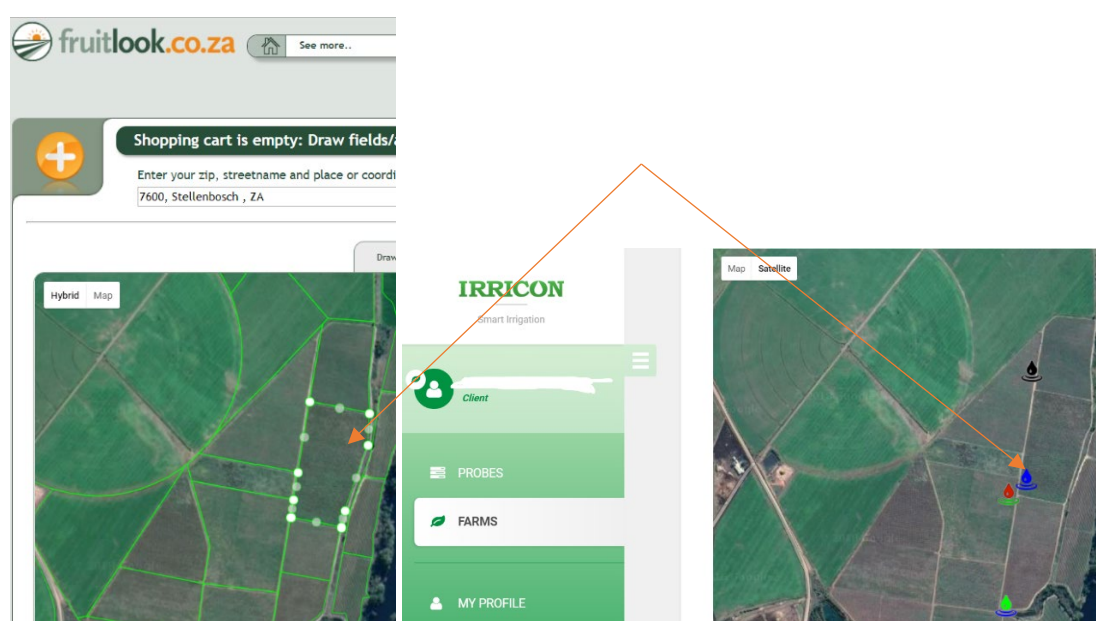 fruitlook.co.za
See more..
Shopping cart is empty: Draw fields/
Enter your zip, streetname and place or coordi
7600, Stellenbosch , ZA
Draw
Hybrid Map
IRRICON
Smart Irrigation
Client
PROBES
FARMS
MY PROFILE
Map Satellite